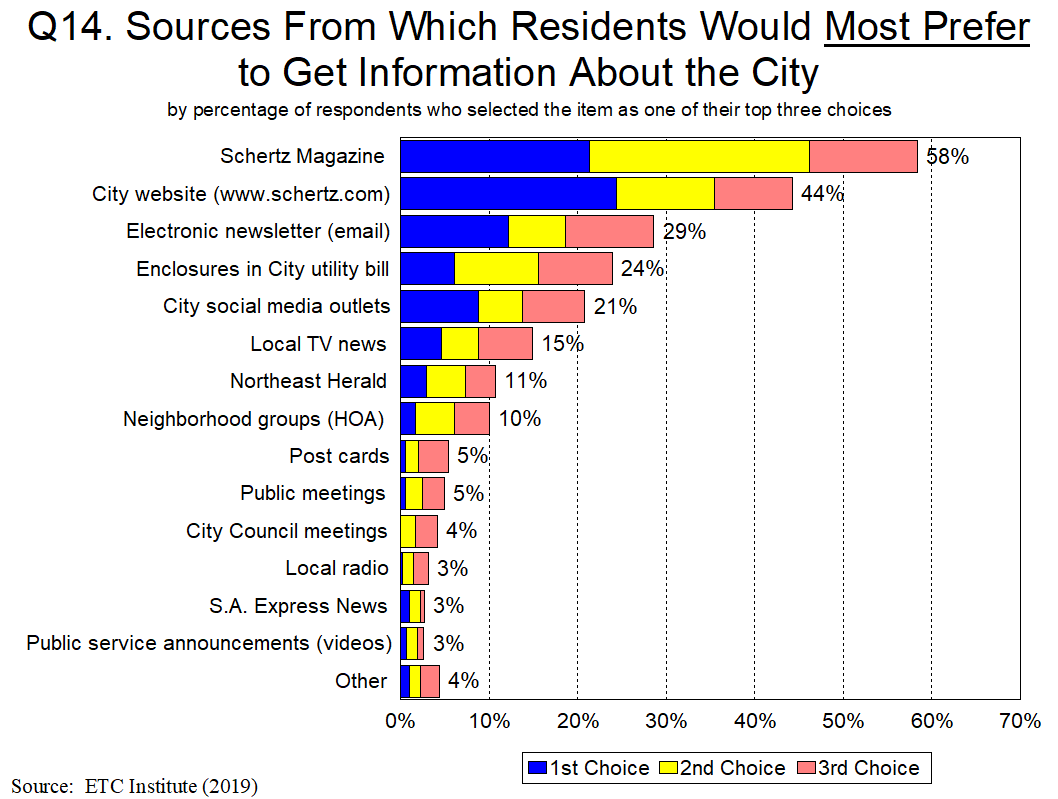 Q14. Sources From Which Residents Would Most Prefer
to Get Information About the City
by percentage of respondents who selected the item as one of their top three choices
Schertz Magazine 58%
City website (www.schertz.com) 44%
Electronic newsletter (email) 29%
Enclosures in City utility bill 24%
City social media outlets 21%
Local TV news 15%
Northeast Herald 11%
Neighborhood groups (HOA) 10%
Post cards 5%
Public meetings 5%
City Council meetings 4%
Local radio 3%
S.A. Express News 3%
Public service announcements (videos) 3%
Other 4%
0% 10% 20% 30% 40% 50% 60% 70%
1st Choice 2nd Choice 3rd Choice
Source: ETC Institute (2019)